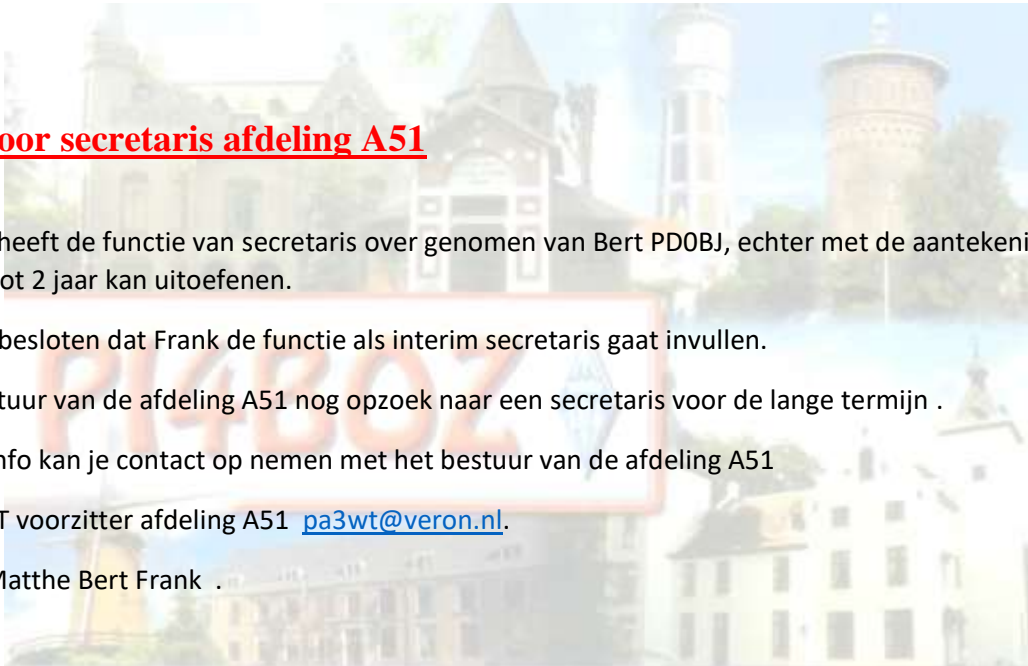 oor secretaris afdeling A51
heeft de functie van secretaris over genomen van Bert PD0BJ, echter met de aantekeni
ot 2 jaar kan uitoefenen.
besloten dat Frank de functie als interim secretaris gaat invullen.
tuur van de afdeling A51 nog opzoek naar een secretaris voor de lange termijn .
nfo kan je contact op nemen met het bestuur van de afdeling A51
T voorzitter afdeling A51 pa3wt@veron.nl.
Matthe Bert Frank .
PI4BOZ